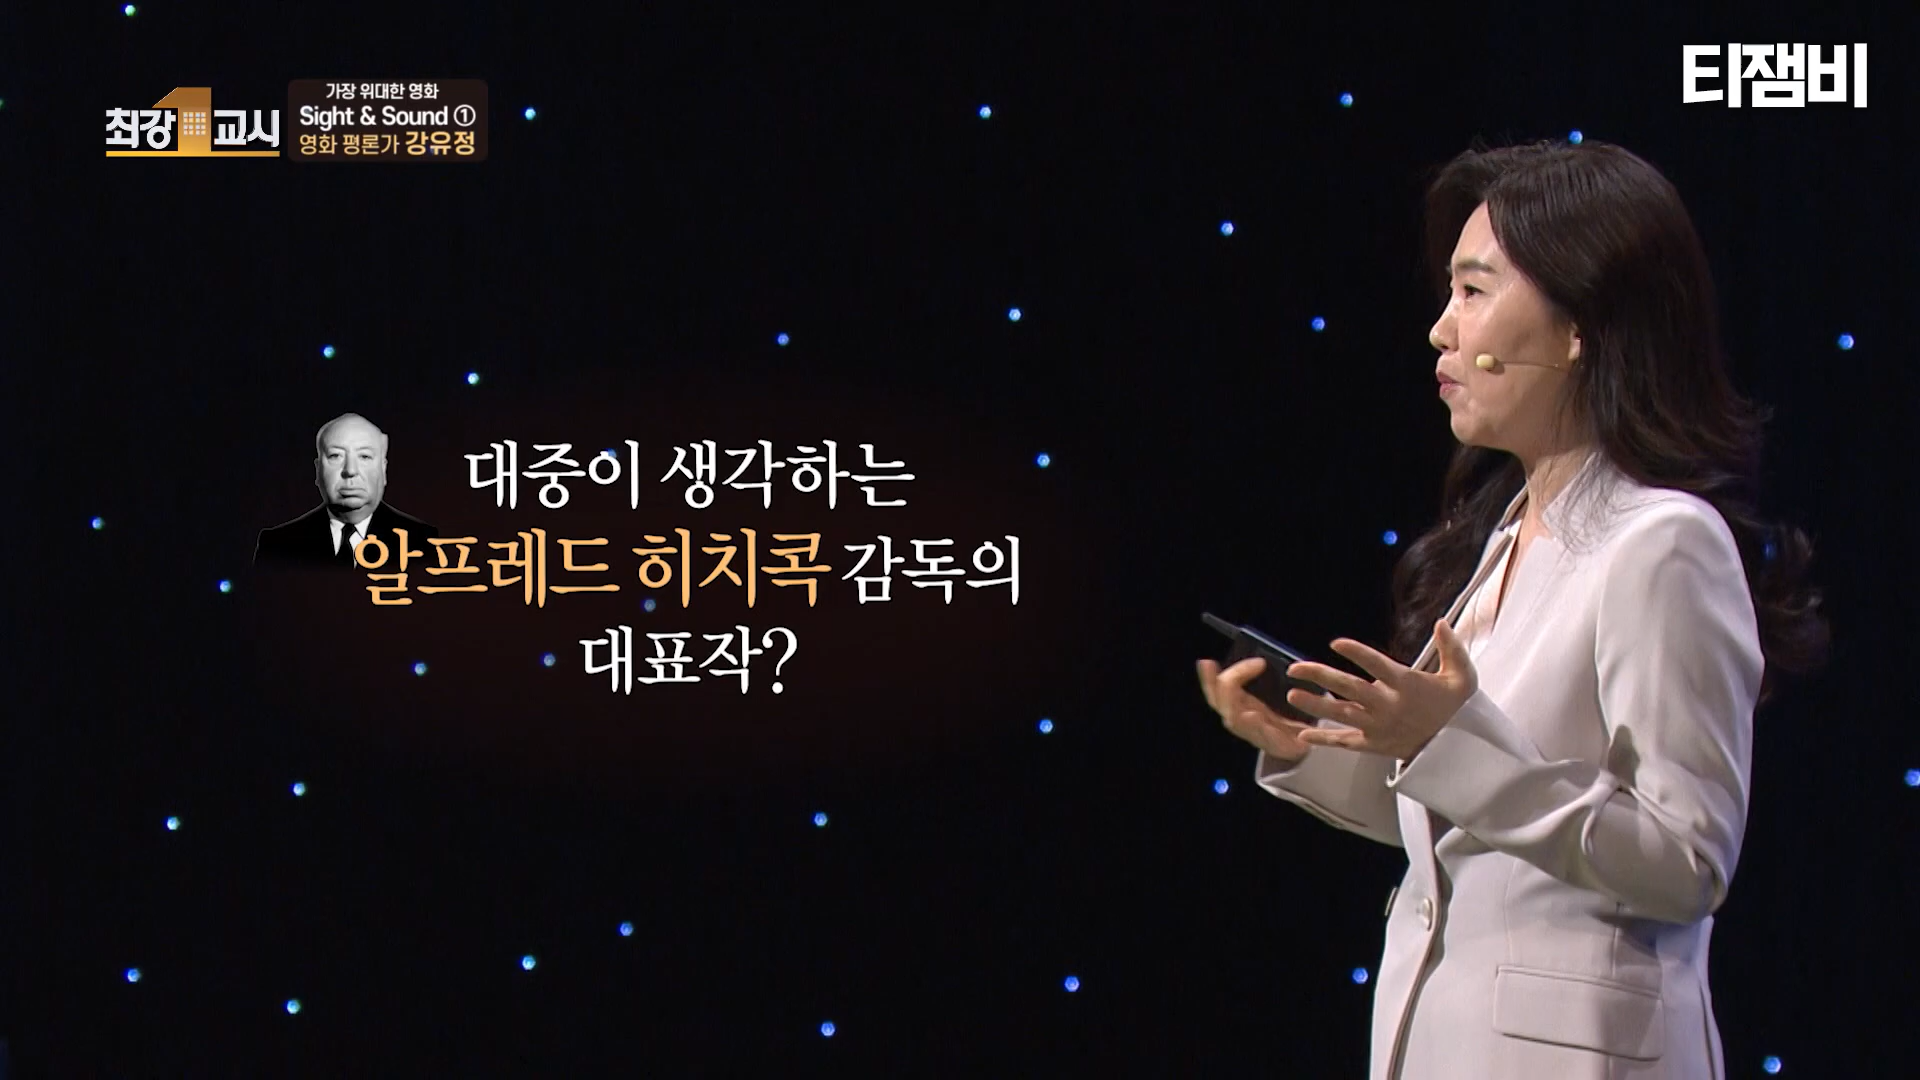 티잼비
최강1교시
가장 위대한 영화
Sight & Sound ①
영화 평론가 강유정
대중이 생각하는
알프레드 히치콕 감독의
대표작?